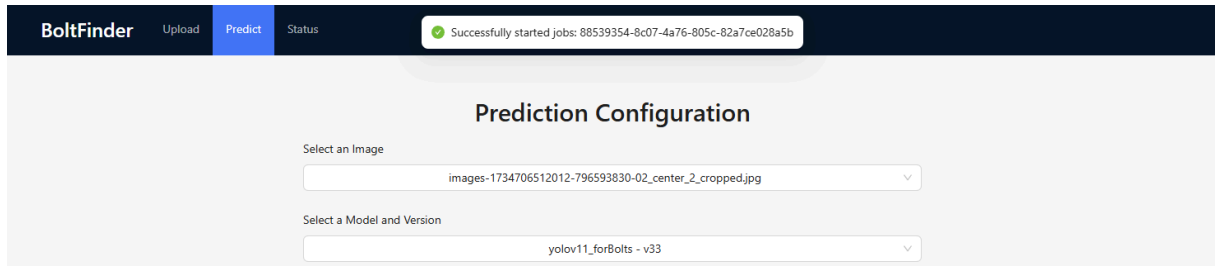 BoltFinder Upload Predict Status
Successfully started jobs: 88539354-8c07-4a76-805c-82a7ce028a5b
Prediction Configuration
Select an Image
images-1734706512012-796593830-02_center_2_cropped.jpg
Select a Model and Version
yolov11_forBolts - v33